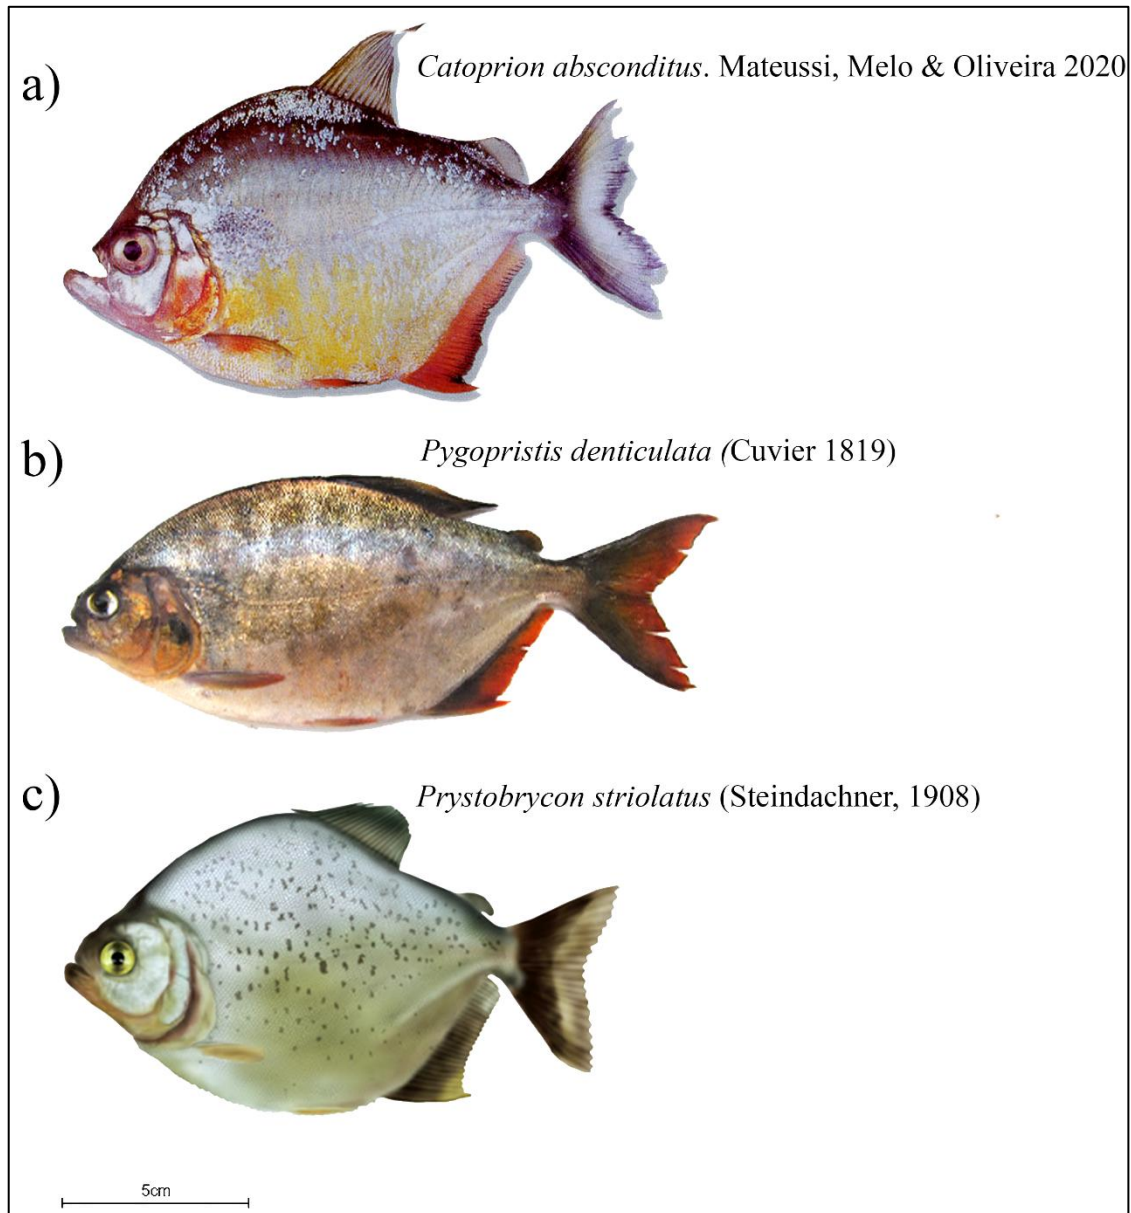 a)
Catoprion absconditus. Mateussi, Melo & Oliveira 2020
b)
Pygopristis denticulata (Cuvier 1819)
c)
Prystobrycon striolatus (Steindachner, 1908)
5cm